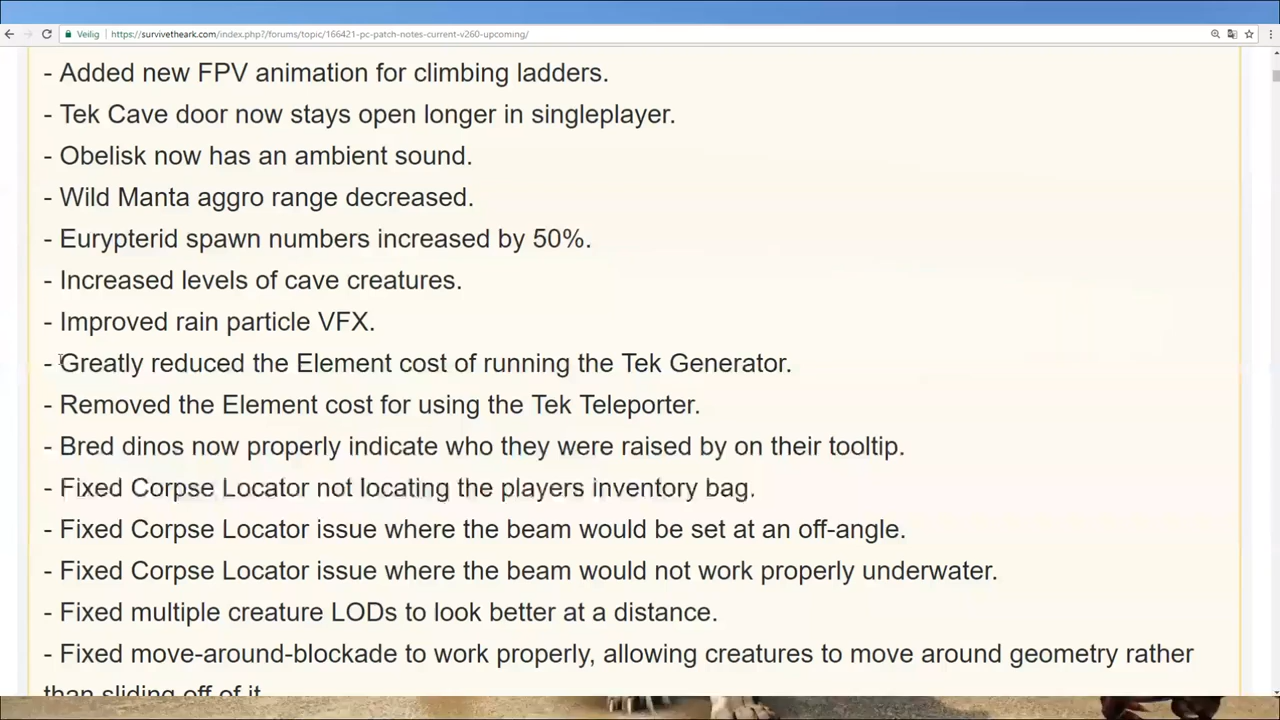 Veilig
https://survivetheark.com/index.php?/forums/topic/166421-pc-patch-notes-current-v260-upcoming/
- Added new FPV animation for climbing ladders.
- Tek Cave door now stays open longer in singleplayer.
- Obelisk now has an ambient sound.
- Wild Manta aggro range decreased.
- Eurypterid spawn numbers increased by 50%.
- Increased levels of cave creatures.
- Improved rain particle VFX.
- Greatly reduced the Element cost of running the Tek Generator.
- Removed the Element cost for using the Tek Teleporter.
- Bred dinos now properly indicate who they were raised by on their tooltip.
- Fixed Corpse Locator not locating the players inventory bag.
- Fixed Corpse Locator issue where the beam would be set at an off-angle.
- Fixed Corpse Locator issue where the beam would not work properly underwater.
- Fixed multiple creature LODs to look better at a distance.
- Fixed move-around-blockade to work properly, allowing creatures to move around geometry rather
than sliding off of it